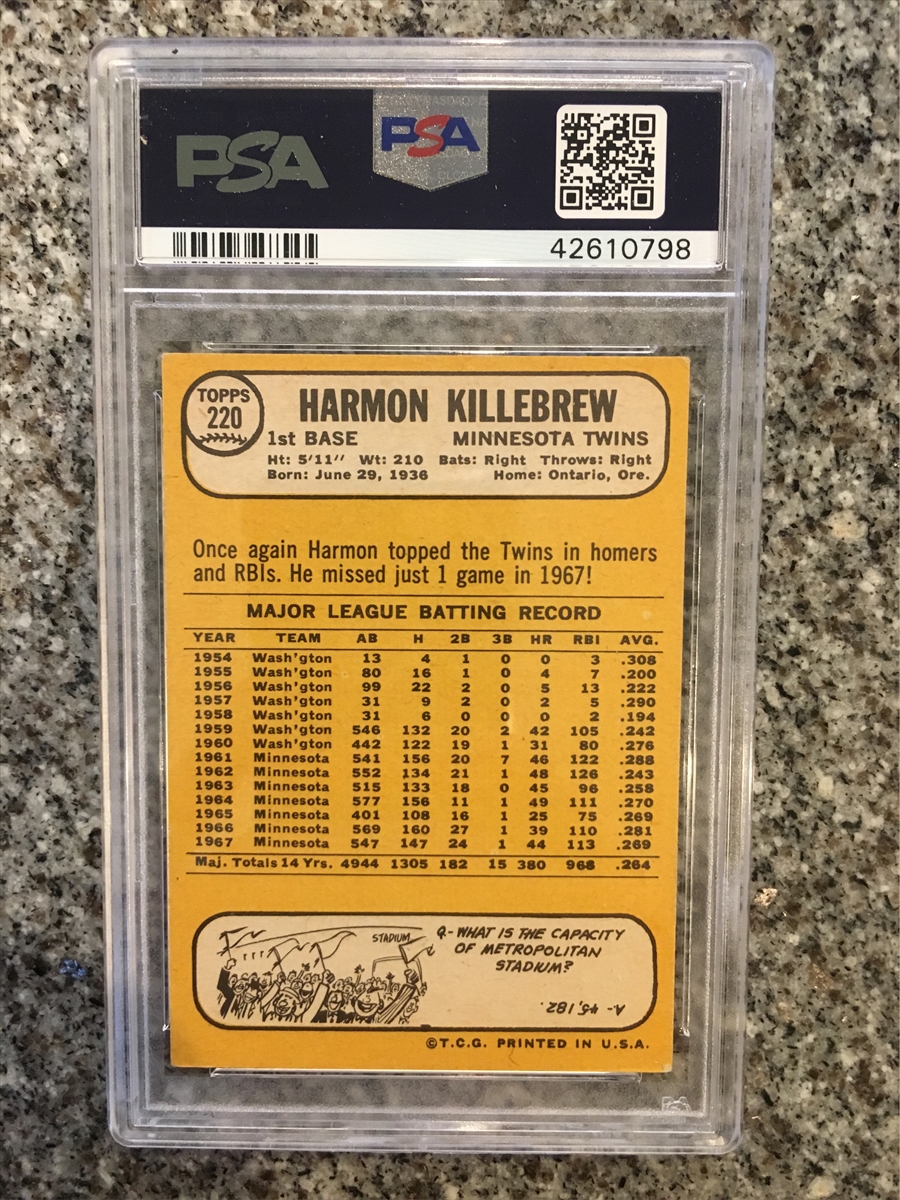 PSA
PSA
42610798
TOPPS
220
HARMON KILLEBREW
1st BASE MINNESOTA TWINS
Ht: 5'11" Wt: 210 Bats: Right Throws: Right
Born: June 29, 1936 Home: Ontario, Ore.
Once again Harmon topped the Twins in homers
and RBIs. He missed just 1 game in 1967!
MAJOR LEAGUE BATTING RECORD
YEAR TEAM AB H 2B 3B HR RBI AVG.
1954 Wash'gton 13 4 1 0 0 3 .308
1955 Wash'gton 80 16 1 0 4 7 .200
1956 Wash'gton 99 22 2 0 5 13 .222
1957 Wash'gton 31 9 2 0 2 5 .290
1958 Wash'gton 31 6 0 0 0 2 .194
1959 Wash'gton 546 132 20 2 42 105 .242
1960 Wash'gton 442 122 19 1 31 80 .276
1961 Minnesota 541 156 20 7 46 122 .288
1962 Minnesota 552 134 21 1 48 126 .243
1963 Minnesota 515 133 18 0 45 96 .258
1964 Minnesota 577 156 11 1 49 111 .270
1965 Minnesota 401 108 16 1 25 75 .269
1966 Minnesota 569 160 27 1 39 110 .281
1967 Minnesota 547 147 24 1 44 113 .269
Maj. Totals 14 Yrs. 4944 1305 182 15 380 968 .264
STADIUM
Q.- WHAT IS THE CAPACITY
OF METROPOLITAN
STADIUM?
A- 45,182.
©T.C.G. PRINTED IN U.S.A.